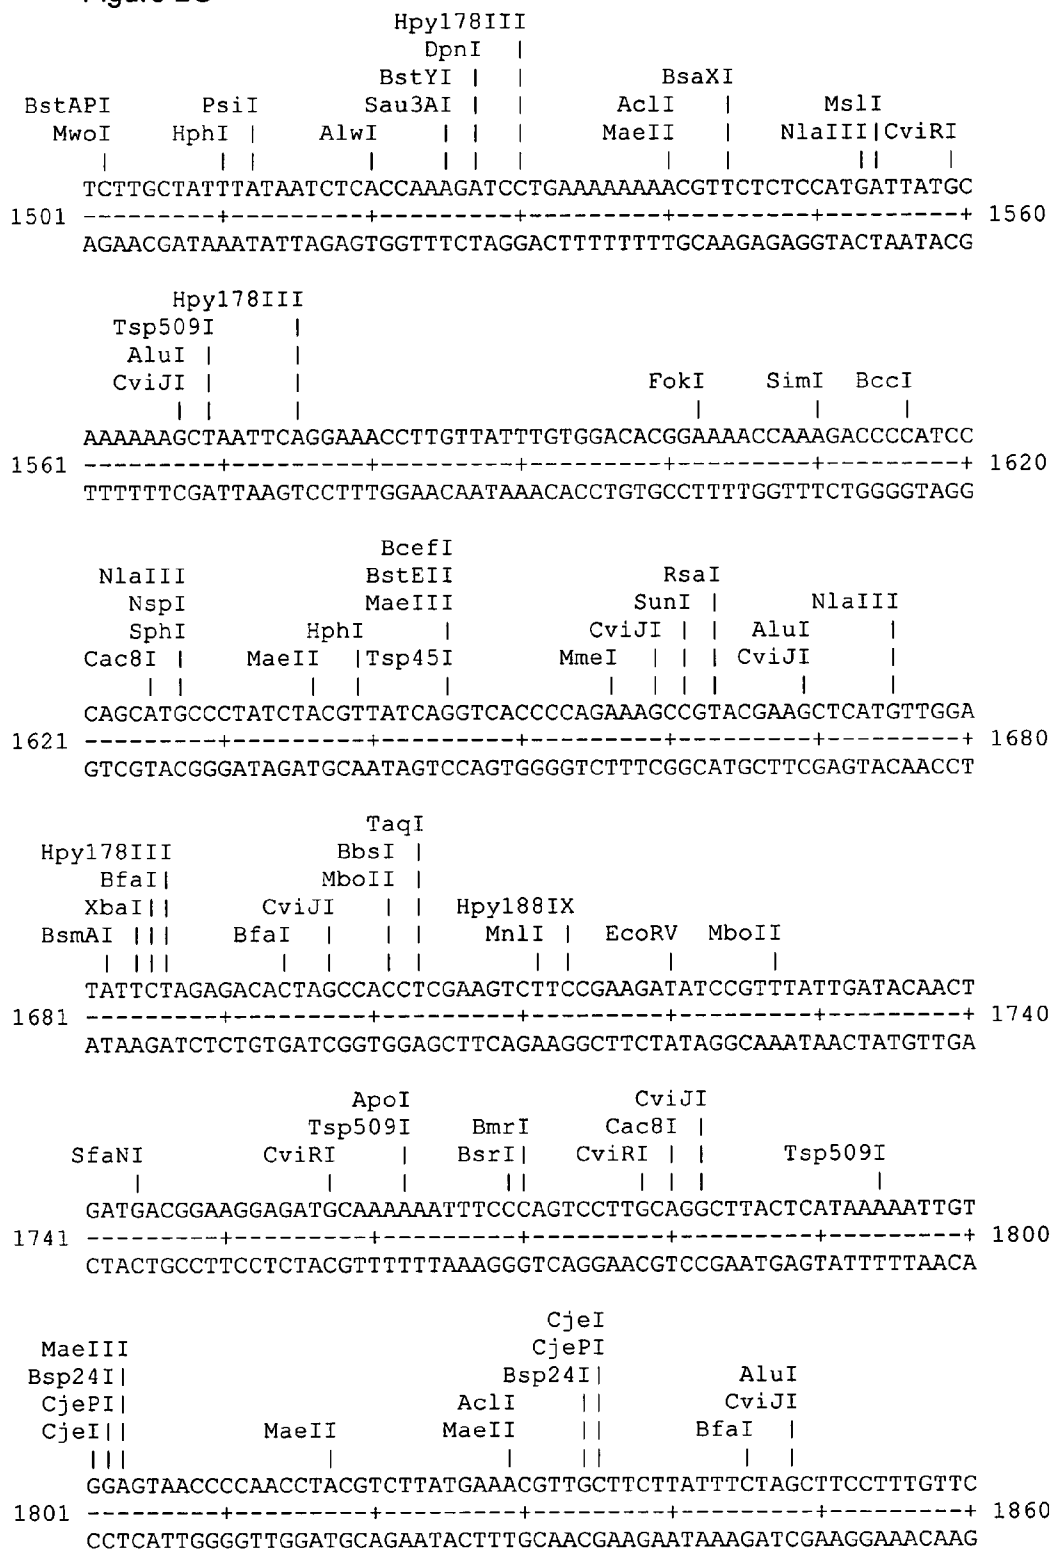 Figure 2G
Hpy178III
DpnI |
BstYI | |
BstAPI PsiI Sau3AI | | AclI BsaXI MslI
MwoI HphI | AlwI | | | MaeII | NlaIII|CviRI
| | | | | | | | | || |
TCTTGCTATTTATAATCTCACCAAAGATCCTGAAAAAAAACGTTCTCTCCATGATTATGC
1501 ---------+---------+---------+---------+---------+---------+ 1560
AGAACGATAAATATTAGAGTGGTTTCTAGGACTTTTTTTTGCAAGAGAGGTACTAATACG
Hpy178III
Tsp509I |
AluI | |
CviJI | | FokI SimI BccI
| | | | | |
AAAAAAGCTAATTCAGGAAACCTTGTTATTTGTGGACACGGAAAACCAAAGACCCCATCC
1561 ---------+---------+---------+---------+---------+---------+ 1620
TTTTTTCGATTAAGTCCTTTGGAACAATAAACACCTGTGCCTTTTGGTTTCTGGGGTAGG
BcefI
NlaIII BstEII RsaI
NspI MaeIII SunI | NlaIII
SphI HphI | CviJI | | AluI |
Cac8I | MaeII |Tsp45I MmeI | | | CviJI |
| | | | | | | | | | |
CAGCATGCCCTATCTACGTTATCAGGTCACCCCAGAAAGCCGTACGAAGCTCATGTTGGA
1621 ---------+---------+---------+---------+---------+---------+ 1680
GTCGTACGGGATAGATGCAATAGTCCAGTGGGGTCTTTCGGCATGCTTCGAGTACAACCT
TaqI
Hpy178III BbsI |
BfaI| MboII |
XbaI|| CviJI | | Hpy188IX
BsmAI ||| BfaI | | | MnlI | EcoRV MboII
| ||| | | | | | | | |
TATTCTAGAGACACTAGCCACCTCGAAGTCTTCCGAAGATATCCGTTTATTGATACAACT
1681 ---------+---------+---------+---------+---------+---------+ 1740
ATAAGATCTCTGTGATCGGTGGAGCTTCAGAAGGCTTCTATAGGCAAATAACTATGTTGA
ApoI CviJI
Tsp509I BmrI Cac8I |
SfaNI CviRI | BsrI| CviRI | | Tsp509I
| | | || | | | |
GATGACGGAAGGAGATGCAAAAAATTTCCCAGTCCTTGCAGGCTTACTCATAAAAATTGT
1741 ---------+---------+---------+---------+---------+---------+ 1800
CTACTGCCTTCCTCTACGTTTTTTAAAGGGTCAGGAACGTCCGAATGAGTATTTTTAACA
CjeI
MaeIII CjePI
Bsp24I| Bsp24I| AluI
CjePI| AclI || CviJI
CjeI|| MaeII MaeII || BfaI |
||| | | || | |
GGAGTAACCCCAACCTACGTCTTATGAAACGTTGCTTCTTATTTCTAGCTTCCTTTGTTC
1801 ---------+---------+---------+---------+---------+---------+ 1860
CCTCATTGGGGTTGGATGCAGAATACTTTGCAACGAAGAATAAAGATCGAAGGAAACAAG